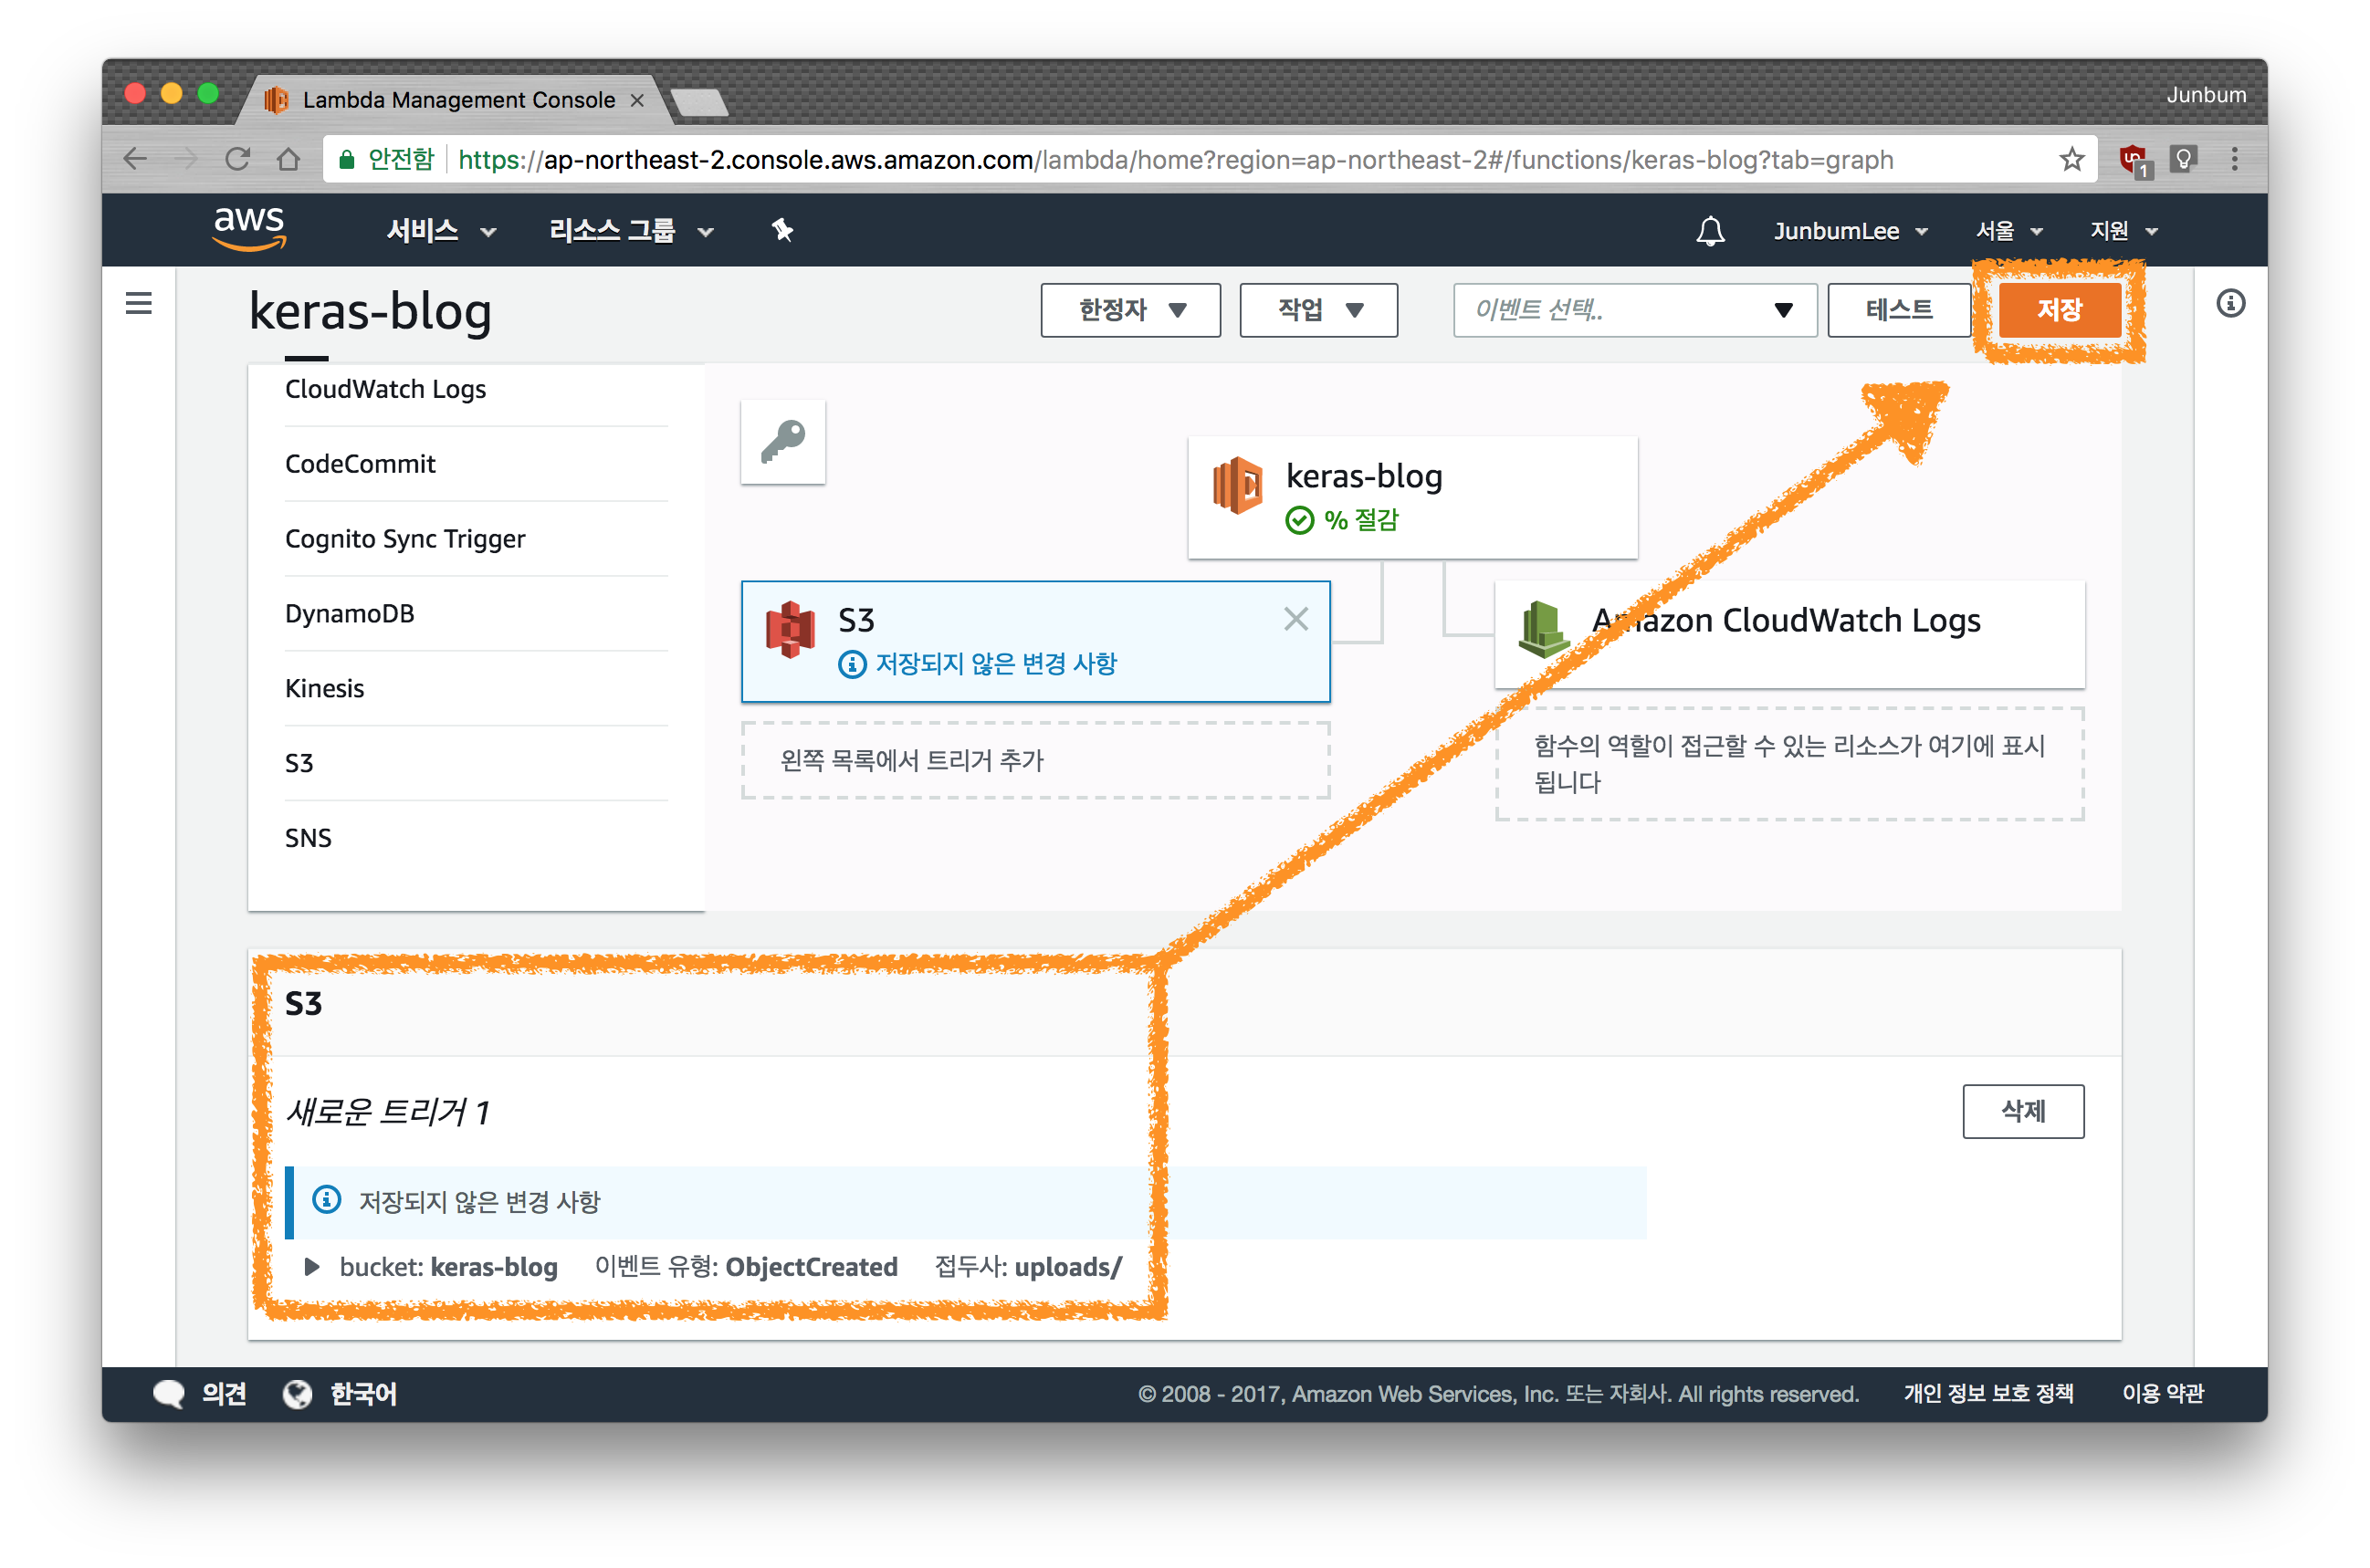 Lambda Management Console
Junbum
안전함 https://ap-northeast-2.console.aws.amazon.com/lambda/home?region=ap-northeast-2#/functions/keras-blog?tab=graph
1
aws 서비스 리소스 그룹 JunbumLee 서울 지원
keras-blog 한정자 작업 이벤트 선택.. 테스트 저장
CloudWatch Logs
CodeCommit
Cognito Sync Trigger
DynamoDB
Kinesis
S3
SNS
keras-blog
% 절감
S3
저장되지 않은 변경 사항
Amazon CloudWatch Logs
왼쪽 목록에서 트리거 추가
함수의 역할이 접근할 수 있는 리소스가 여기에 표시
됩니다
S3
새로운 트리거 1 삭제
저장되지 않은 변경 사항
bucket: keras-blog 이벤트 유형: ObjectCreated 접두사: uploads/
의견 한국어 © 2008 - 2017, Amazon Web Services, Inc. 또는 자회사. All rights reserved. 개인 정보 보호 정책 이용 약관